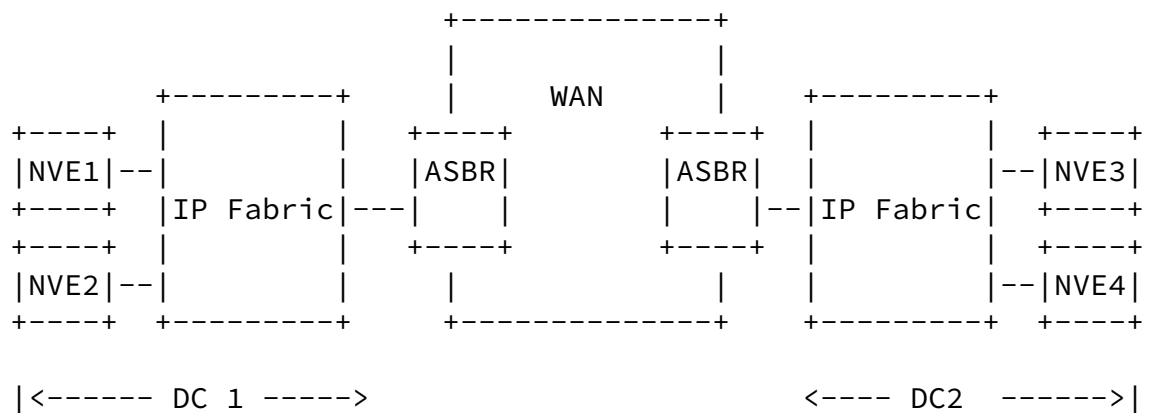 WAN
NVE1 ASBR ASBR NVE3
IP Fabric IP Fabric
NVE2 NVE4
|<------ DC 1 -----> <---- DC2 ------>|